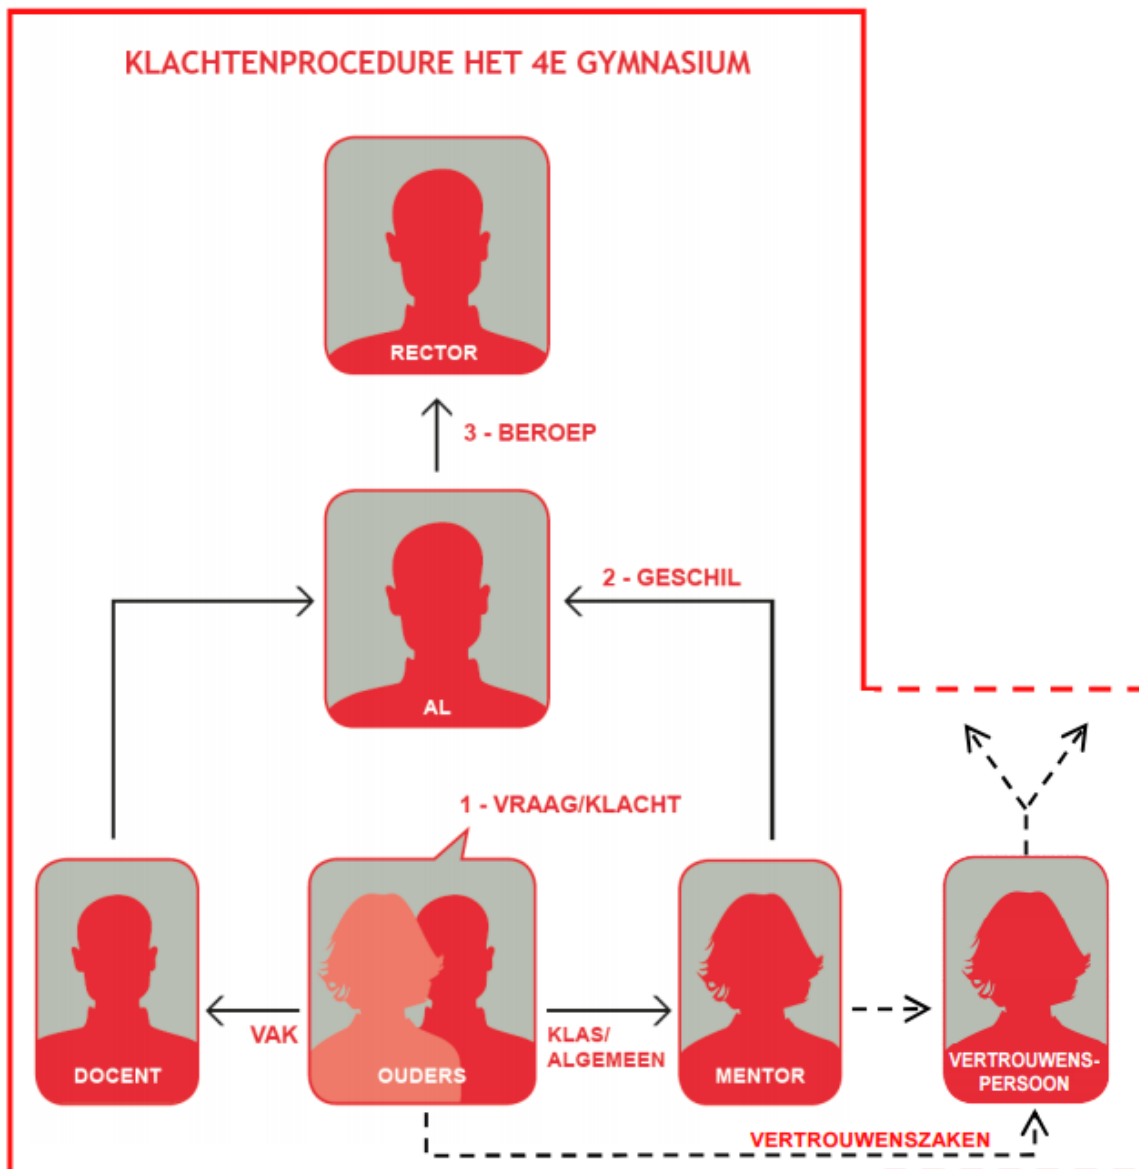 KLACHTENPROCEDURE HET 4E GYMNASIUM
RECTOR
3 - BEROEP
2 - GESCHIL
AL
1 - VRAAG/KLACHT
VAK
KLAS/
ALGEMEEN
DOCENT
OUDERS
MENTOR
VERTROUWENS-
PERSOON
VERTROUWENSZAKEN